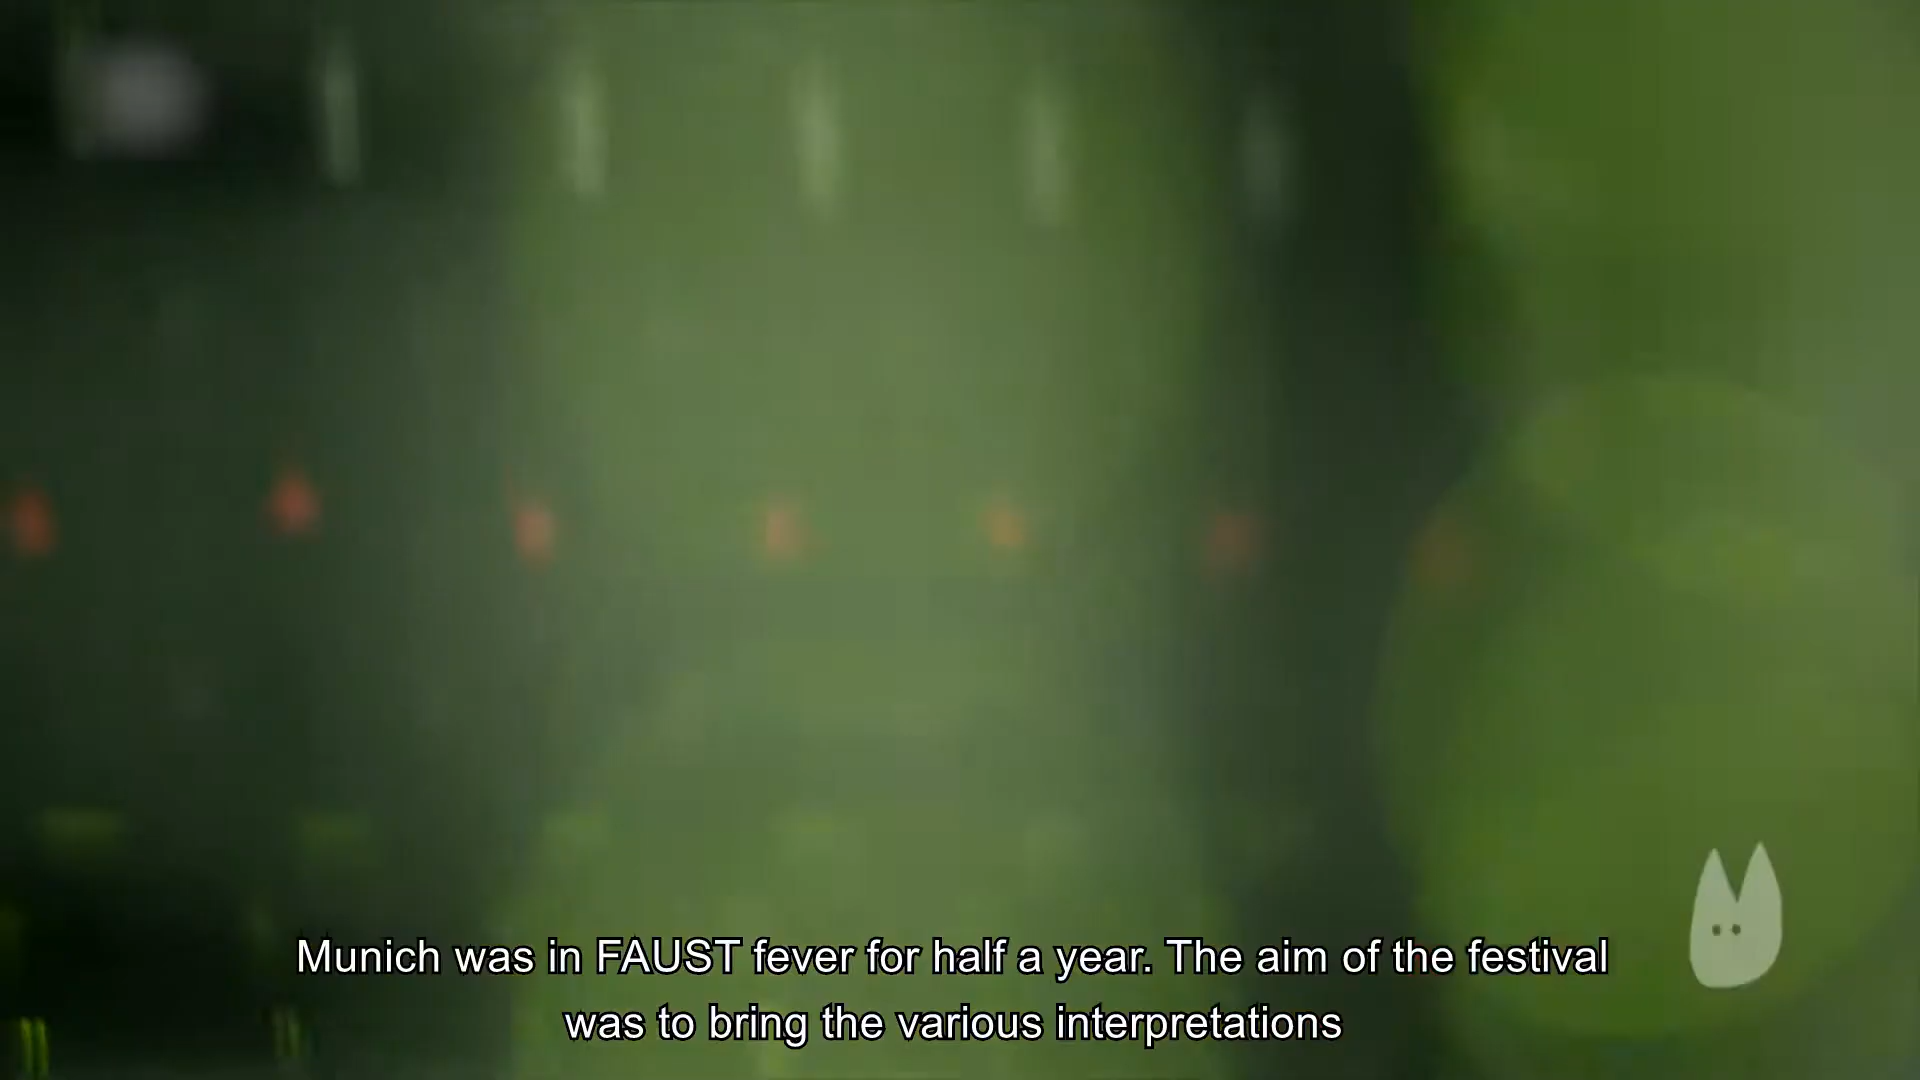 Munich was in FAUST fever for half a year. The aim of the festival
was to bring the various interpretations